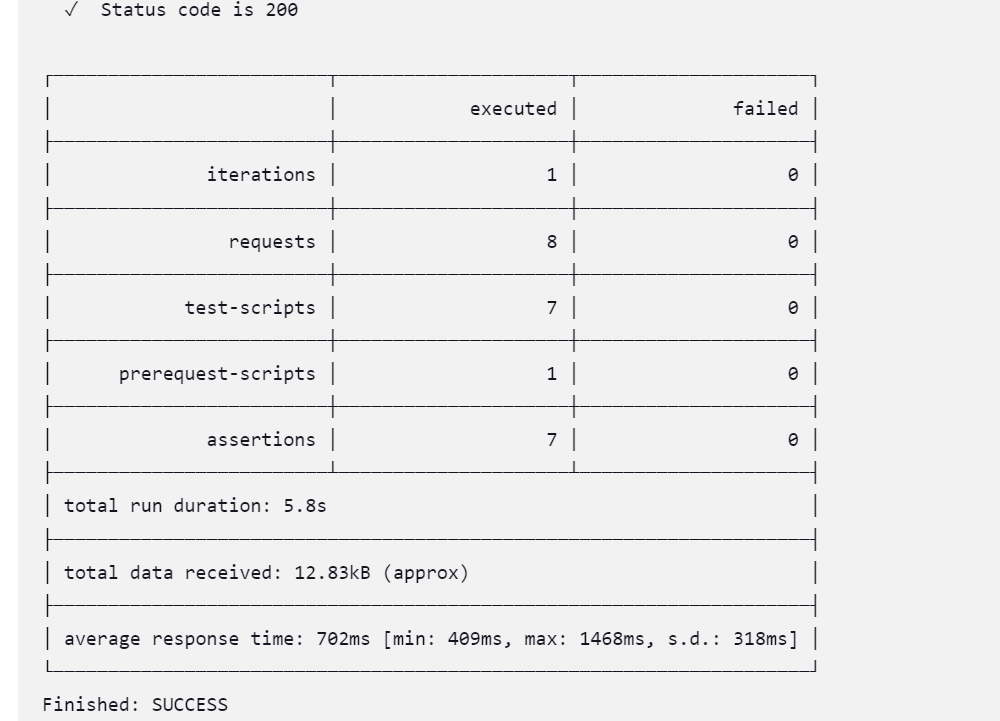 ✓ Status code is 200
executed failed
iterations 1 0
requests 8 0
test-scripts 7 0
prerequest-scripts 1 0
assertions 7 0
total run duration: 5.8s
total data received: 12.83kB (approx)
average response time: 702ms [min: 409ms, max: 1468ms, s.d.: 318ms]
Finished: SUCCESS